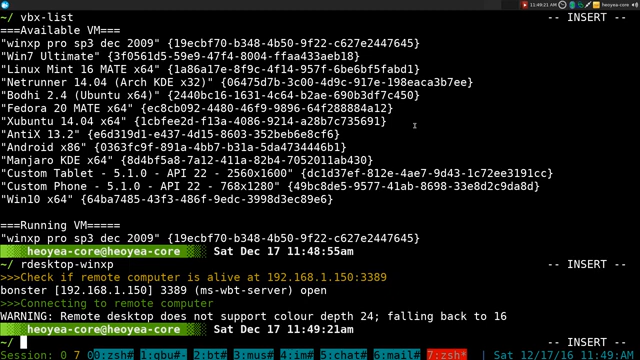 11:49:21 AM heoyea-core
~/ vbx-list -- INSERT --
===Available VM===
"winxp pro sp3 dec 2009" {19ecbf70-b348-4b50-9f22-c627e2447645}
"Win7 Ultimate" {3f0561d5-59e9-47f4-8004-ffaa433aeb18}
"Linux Mint 16 MATE x64" {1a86a17e-8f9c-4f14-957f-6be6bf5fabd1}
"Netrunner 14.04 (Arch KDE x32)" {06475d7b-3c00-4d9c-917e-198eaca3b7ee}
"Bodhi 2.4 (Ubuntu x64)" {2440bc16-1631-4c64-b2ae-690b3df7c450}
"Fedora 20 MATE x64" {ec8cb092-4480-46f9-9896-64f288884a12}
"Xubuntu 14.04 x64" {1cbfee2d-73fc-4086-9214-a28b7c735691}
"AntiX 13.2" {e6d319d1-e437-4d15-8603-352beb6e8cf6}
"Android x86" {0363fc9f-891a-4bb7-b31a-5da4734446b1}
"Manjaro KDE x64" {8d4bf5a8-7a12-411a-82b4-7052011ab430}
"Custom Tablet - 5.1.0 - API 22 - 2560x1600" {dc1d37ef-812e-4ae7-9d43-1c72ee3191cc}
"Custom Phone - 5.1.0 - API 22 - 768x1280" {49bc8de5-9577-41ab-8698-33e8d2c9da8d}
"Win10 x64" {64ba7485-43f3-486f-9edc-3998d3ec89e6}
===Running VM=====
"winxp pro sp3 dec 2009" {19ecbf70-b348-4b50-9f22-c627e2447645}
heoyea-core@heoyea-core Sat Dec 17 11:48:55am
~/ rdesktop-winxp -- INSERT --
>>>Check if remote computer is alive at 192.168.1.150:3389
bonster [192.168.1.150] 3389 (ms-wbt-server) open
>>>Connecting to remote computer
WARNING: Remote desktop does not support colour depth 24; falling back to 16
heoyea-core@heoyea-core Sat Dec 17 11:49:21am
~/ -- INSERT --
Session: 0 7 0:zsh# 1:qbu#- 2:bt# 3:mus# 4:im# 5:chat# 6:mail# 7:zsh* | Sat 12/17/16 11:49:AM